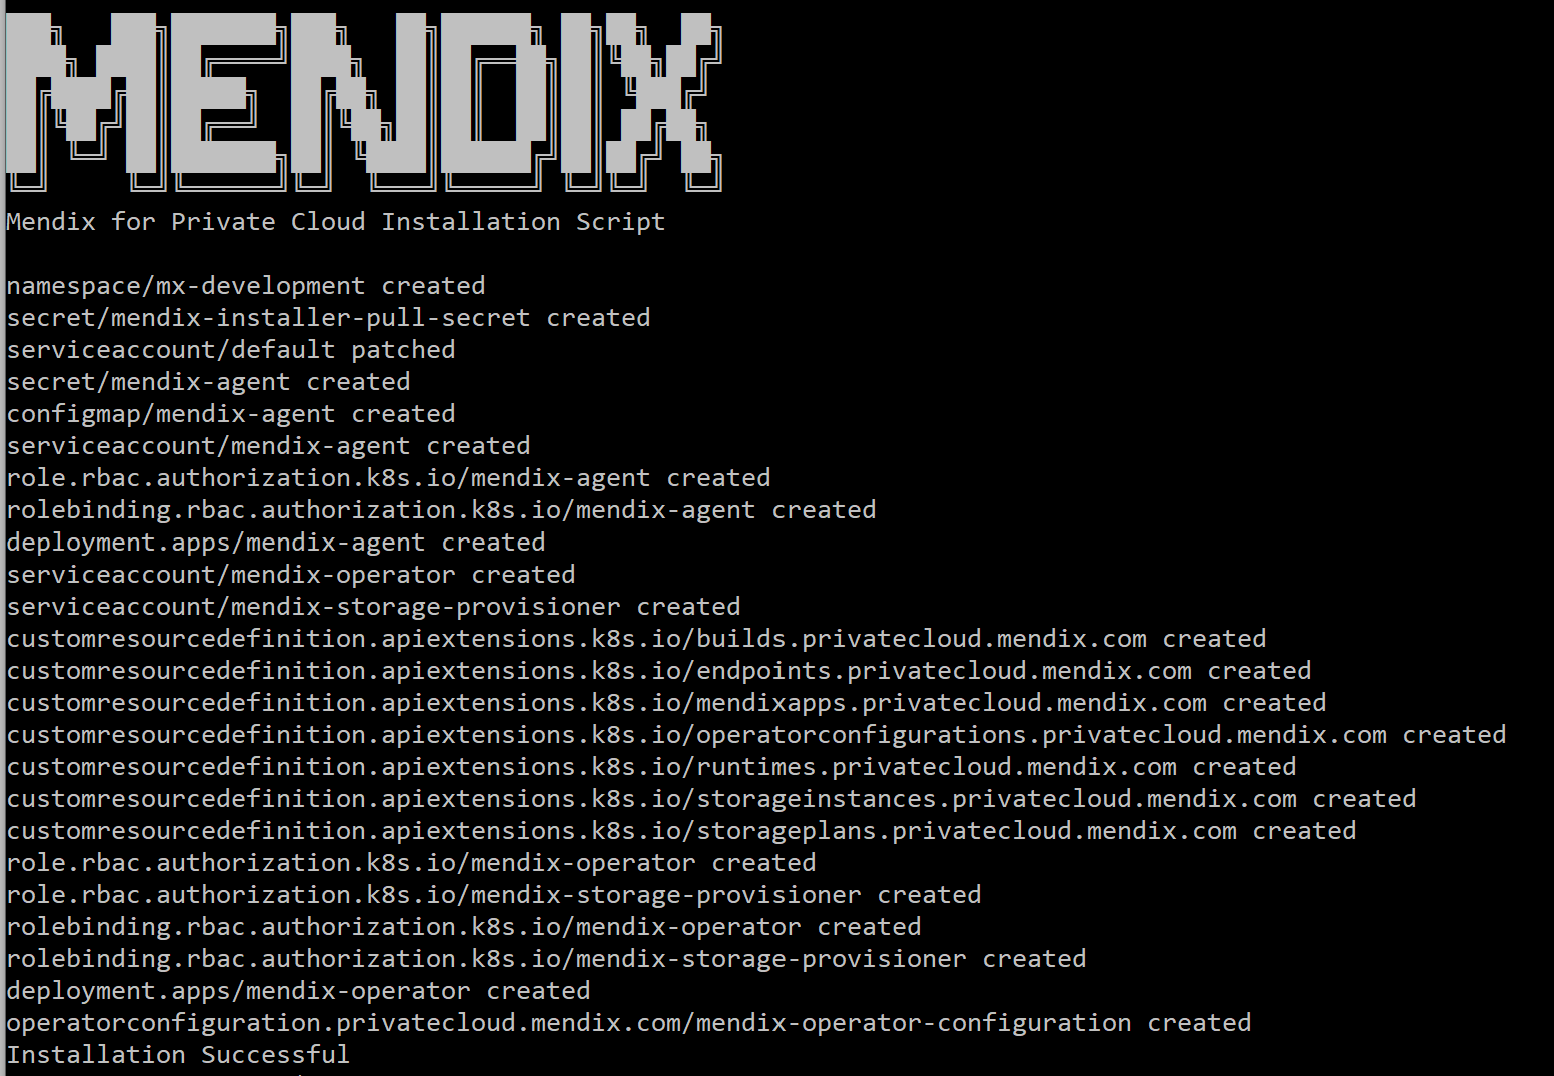 MENDIX
Mendix for Private Cloud Installation Script
namespace/mx-development created
secret/mendix-installer-pull-secret created
serviceaccount/default patched
secret/mendix-agent created
configmap/mendix-agent created
serviceaccount/mendix-agent created
role.rbac.authorization.k8s.io/mendix-agent created
rolebinding.rbac.authorization.k8s.io/mendix-agent created
deployment.apps/mendix-agent created
serviceaccount/mendix-operator created
serviceaccount/mendix-storage-provisioner created
customresourcedefinition.apiextensions.k8s.io/builds.privatecloud.mendix.com created
customresourcedefinition.apiextensions.k8s.io/endpoints.privatecloud.mendix.com created
customresourcedefinition.apiextensions.k8s.io/mendixapps.privatecloud.mendix.com created
customresourcedefinition.apiextensions.k8s.io/operatorconfigurations.privatecloud.mendix.com created
customresourcedefinition.apiextensions.k8s.io/runtimes.privatecloud.mendix.com created
customresourcedefinition.apiextensions.k8s.io/storageinstances.privatecloud.mendix.com created
customresourcedefinition.apiextensions.k8s.io/storageplans.privatecloud.mendix.com created
role.rbac.authorization.k8s.io/mendix-operator created
role.rbac.authorization.k8s.io/mendix-storage-provisioner created
rolebinding.rbac.authorization.k8s.io/mendix-operator created
rolebinding.rbac.authorization.k8s.io/mendix-storage-provisioner created
deployment.apps/mendix-operator created
operatorconfiguration.privatecloud.mendix.com/mendix-operator-configuration created
Installation Successful